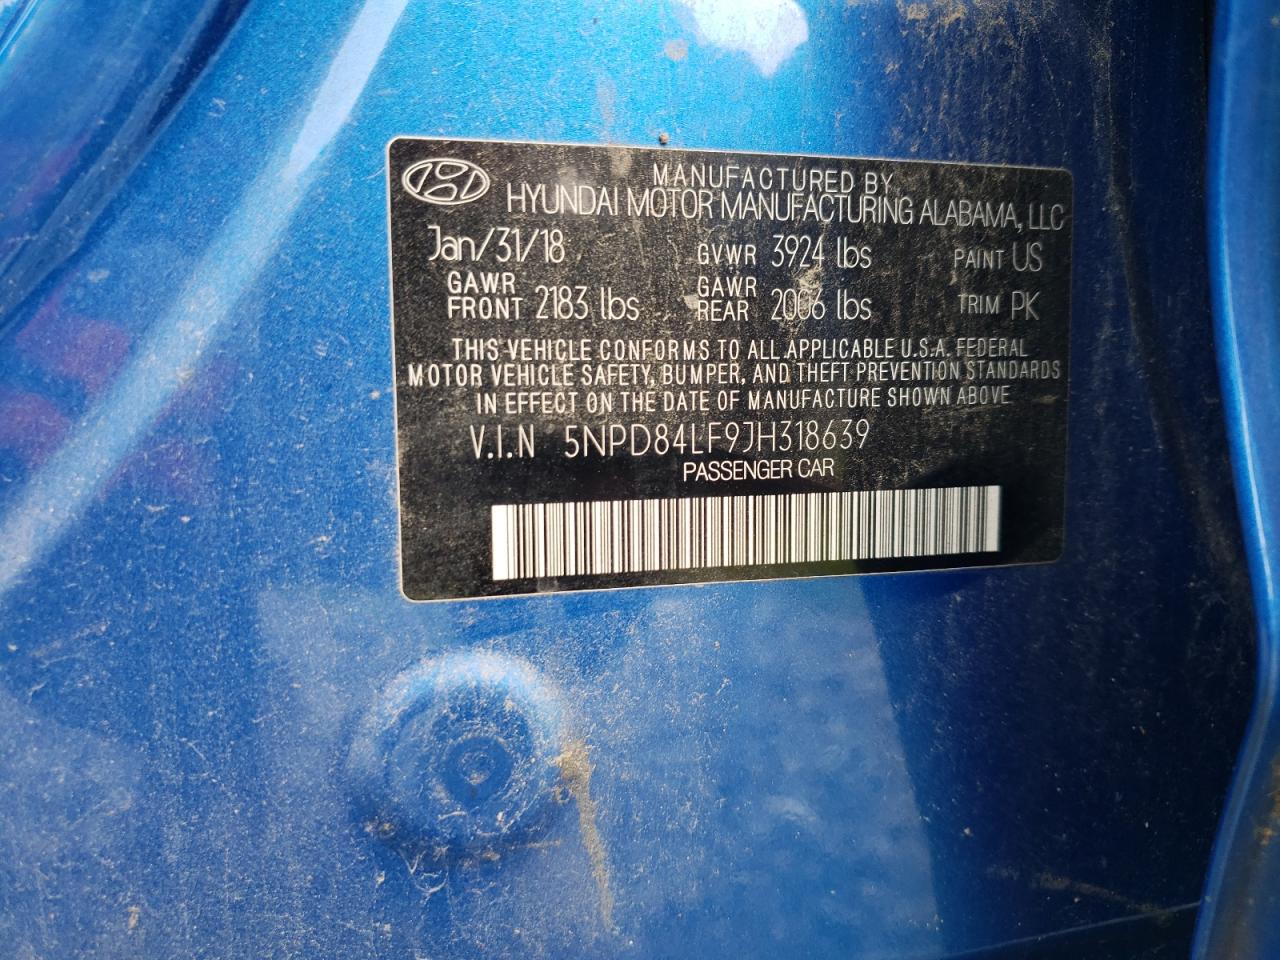 MANUFACTURED BY
HYUNDAI MOTOR MANUFACTURING ALABAMA, LLC
Jan/31/18 GVWR 3924 lbs PAINT US
GAWR FRONT 2183 lbs GAWR REAR 2006 lbs TRIM PK
THIS VEHICLE CONFORMS TO ALL APPLICABLE U.S.A. FEDERAL
MOTOR VEHICLE SAFETY, BUMPER, AND THEFT PREVENTION STANDARDS
IN EFFECT ON THE DATE OF MANUFACTURE SHOWN ABOVE
V.I.N 5NPD84LF9JH318639
PASSENGER CAR